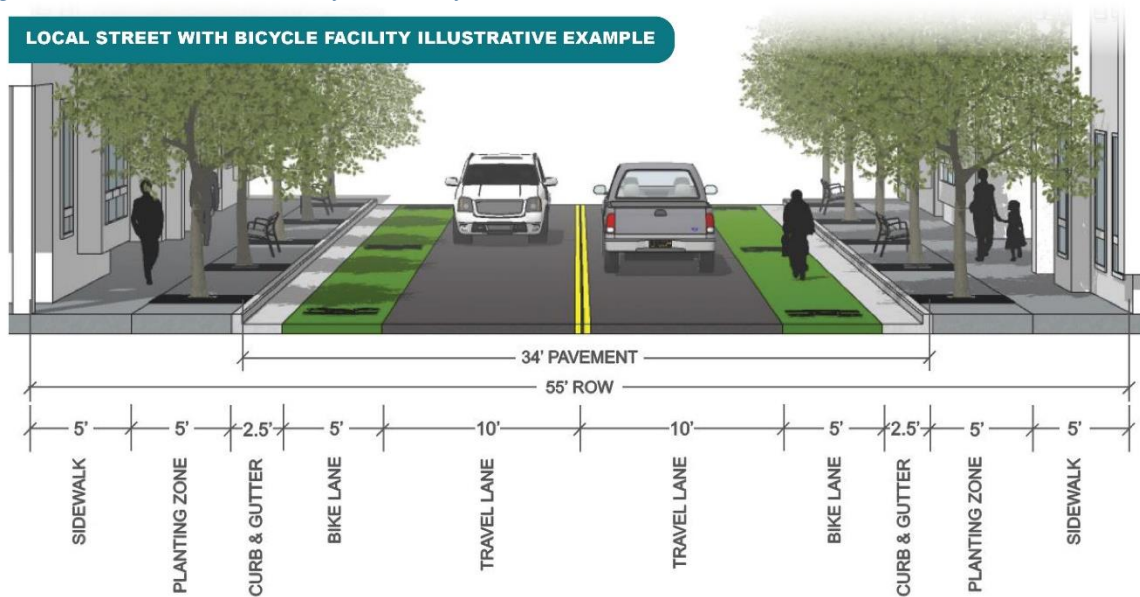 LOCAL STREET WITH BICYCLE FACILITY ILLUSTRATIVE EXAMPLE
34' PAVEMENT
55' ROW
5' 5' 2.5' 5' 10' 10' 5' 2.5' 5' 5'
SIDEWALK
PLANTING ZONE
CURB & GUTTER
BIKE LANE
TRAVEL LANE
TRAVEL LANE
BIKE LANE
CURB & GUTTER
PLANTING ZONE
SIDEWALK